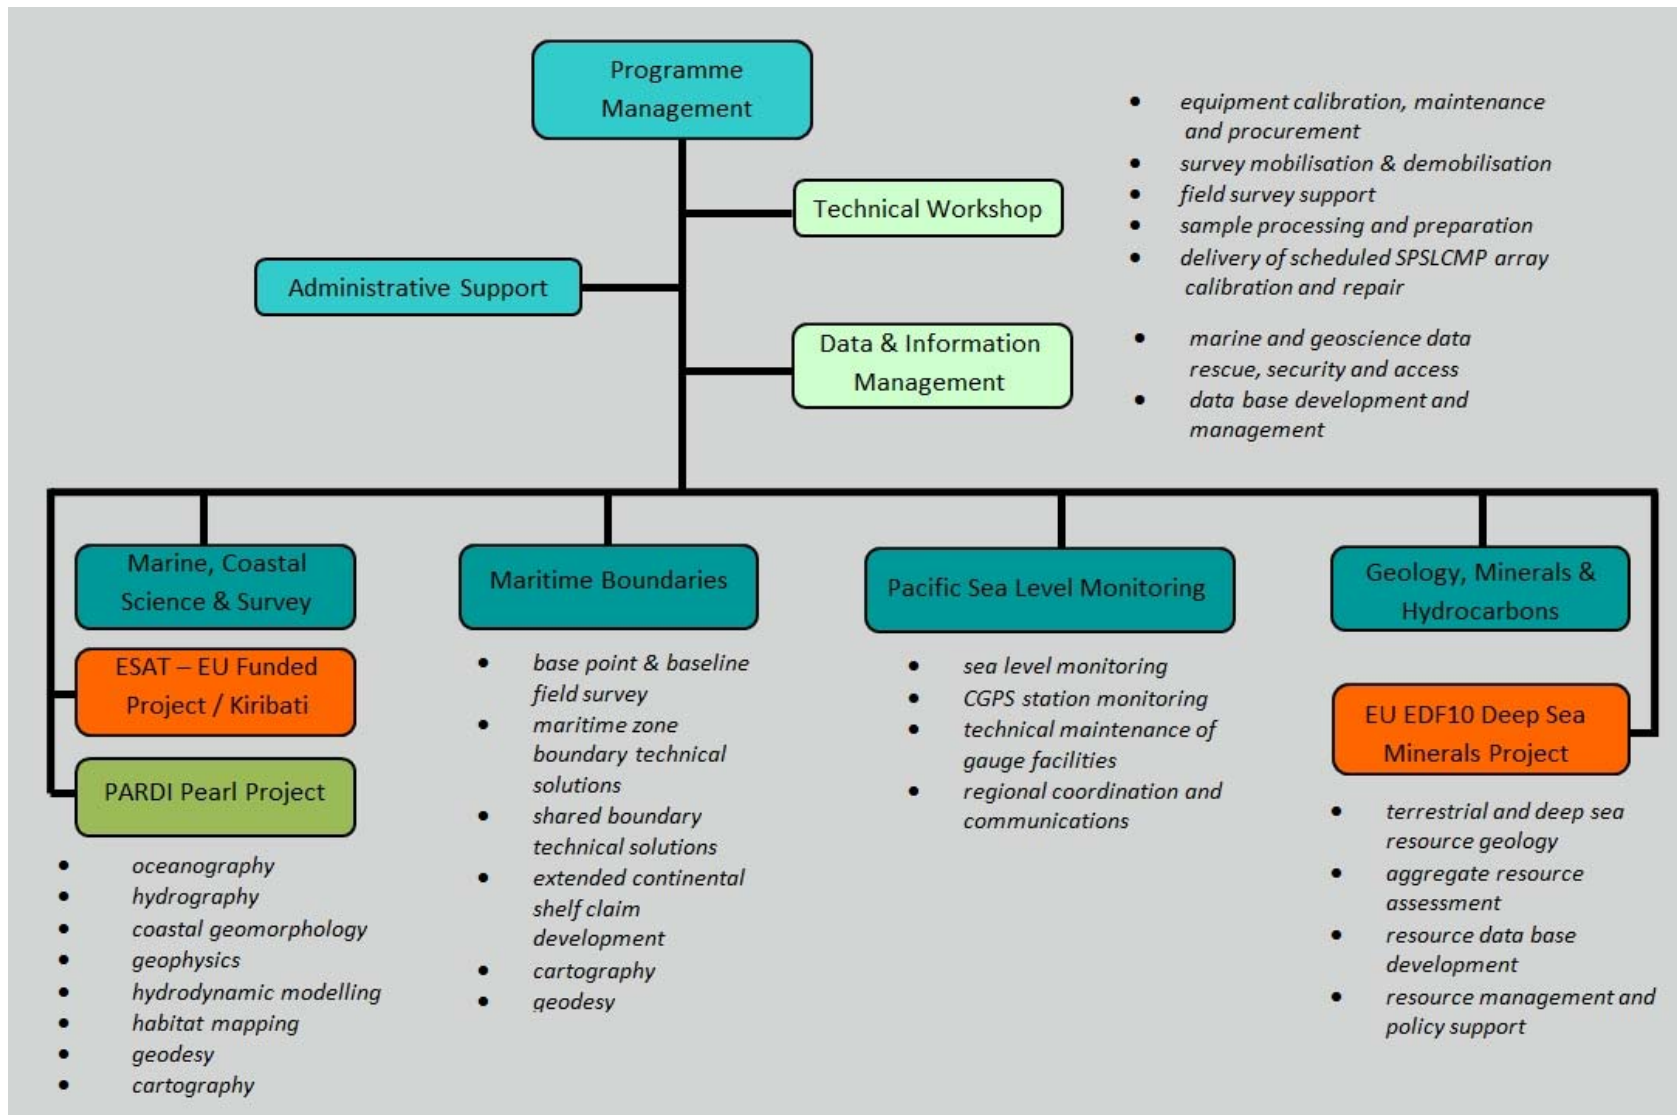 Programme
Management
• equipment calibration, maintenance
and procurement
• survey mobilisation & demobilisation
• field survey support
• sample processing and preparation
• delivery of scheduled SPSLCMP array
calibration and repair
Technical Workshop
Administrative Support
Data & Information
Management
• marine and geoscience data
rescue, security and access
• data base development and
management
Marine, Coastal
Science & Survey
ESAT – EU Funded
Project / Kiribati
PARDI Pearl Project
• oceanography
• hydrography
• coastal geomorphology
• geophysics
• hydrodynamic modelling
• habitat mapping
• geodesy
• cartography
Maritime Boundaries
• base point & baseline
field survey
• maritime zone
boundary technical
solutions
• shared boundary
technical solutions
• extended continental
shelf claim
development
• cartography
• geodesy
Pacific Sea Level Monitoring
• sea level monitoring
• CGPS station monitoring
• technical maintenance of
gauge facilities
• regional coordination and
communications
Geology, Minerals &
Hydrocarbons
EU EDF10 Deep Sea
Minerals Project
• terrestrial and deep sea
resource geology
• aggregate resource
assessment
• resource data base
development
• resource management and
policy support